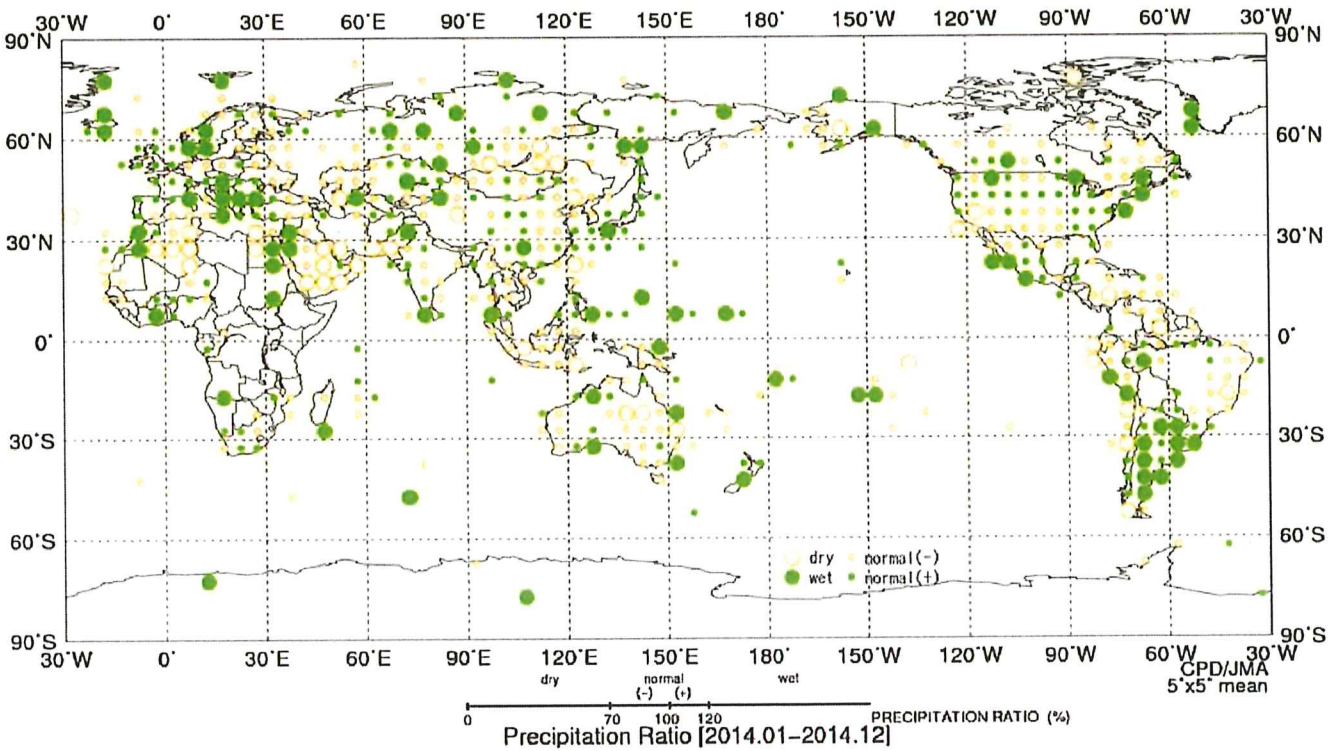 30˚W 0˚ 30˚E 60˚E 90˚E 120˚E 150˚E 180˚ 150˚W 120˚W 90˚W 60˚W 30˚W
90˚N 90˚N
60˚N 60˚N
30˚N 30˚N
0˚ 0˚
30˚S 30˚S
dry normal(-)
60˚S 60˚S
wet normal(+)
90˚S 90˚S
30˚W 0˚ 30˚E 60˚E 90˚E 120˚E 150˚E 180˚ 150˚W 120˚W 90˚W 60˚W 30˚W
CPD/JMA
5˚x5˚ mean
dry normal wet
(-) (+)
0 70 100 120 PRECIPITATION RATIO (%)
Precipitation Ratio [2014.01-2014.12]